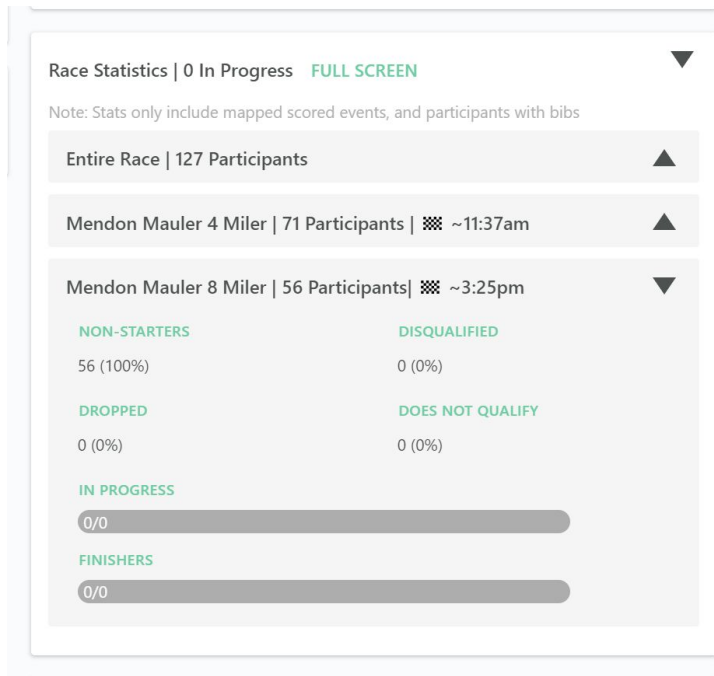 Race Statistics | 0 In Progress FULL SCREEN
Note: Stats only include mapped scored events, and participants with bibs
Entire Race | 127 Participants
Mendon Mauler 4 Miler | 71 Participants | ~11:37am
Mendon Mauler 8 Miler | 56 Participants| ~3:25pm
NON-STARTERS DISQUALIFIED
56 (100%) 0 (0%)
DROPPED DOES NOT QUALIFY
0 (0%) 0 (0%)
IN PROGRESS
0/0
FINISHERS
0/0